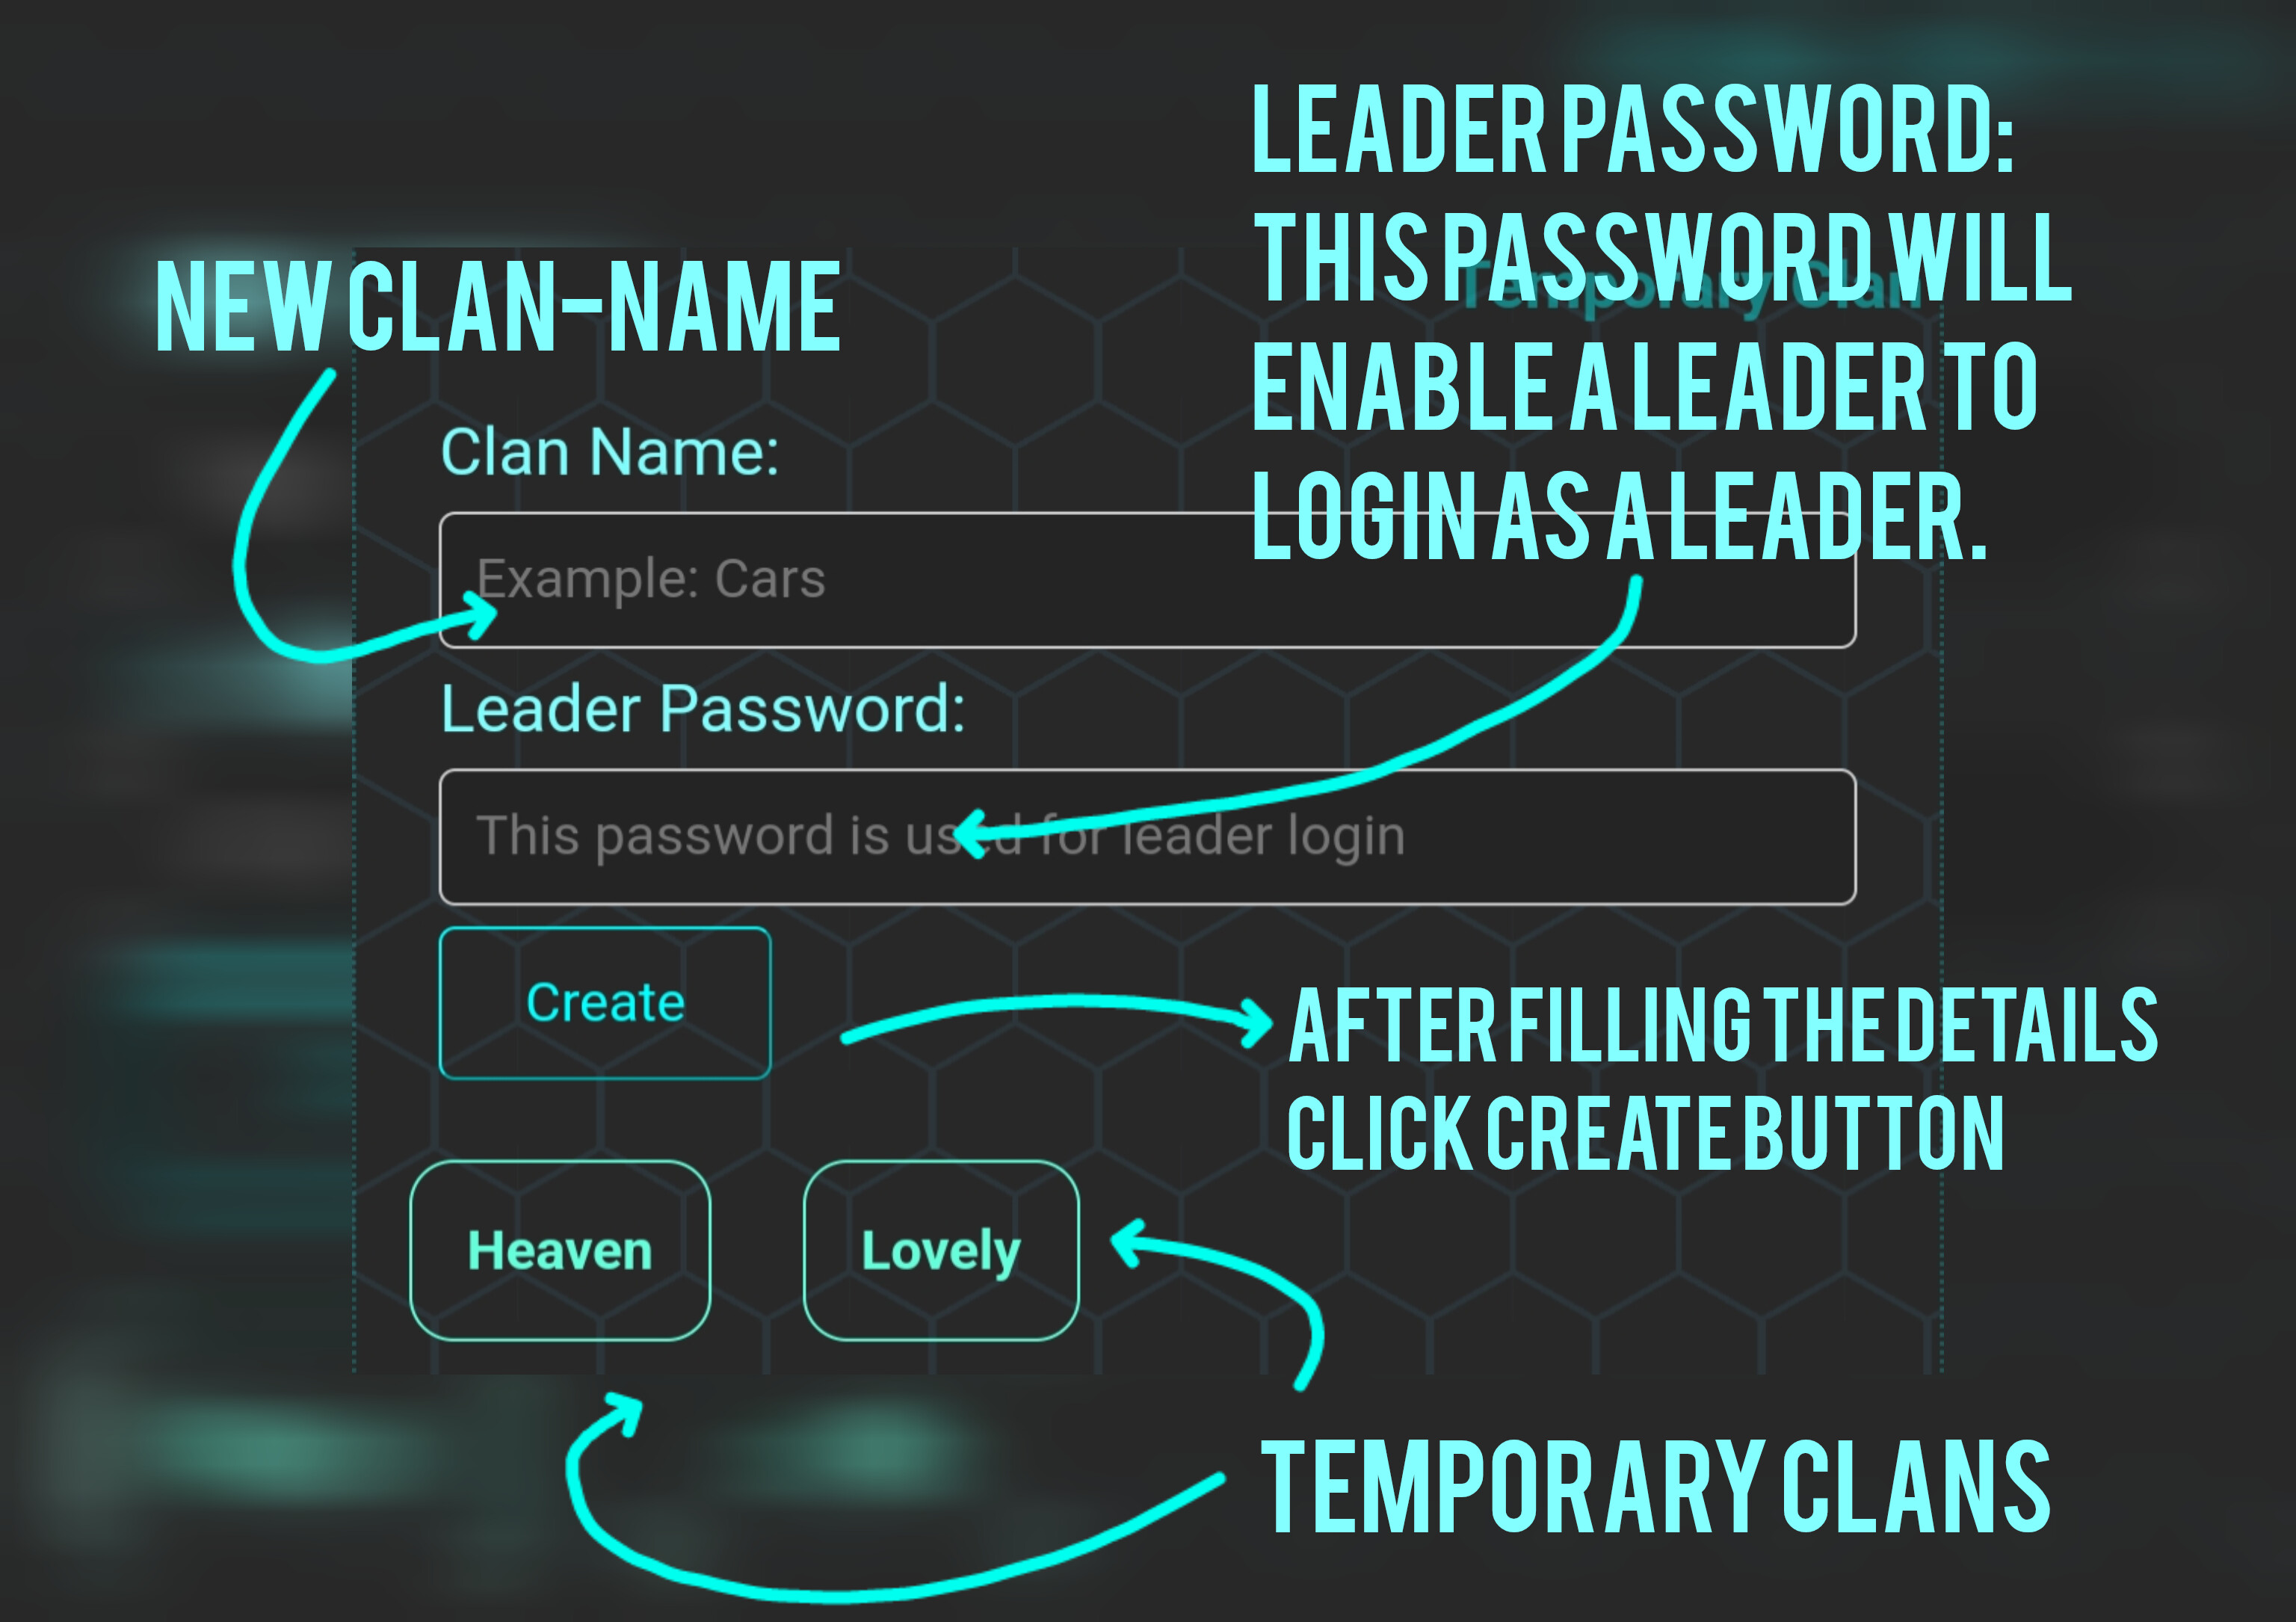 LEADER PASSWORD:
THIS PASSWORD WILL
ENABLE A LEADER TO
LOGIN AS A LEADER.
Temporary Clan
NEW CLAN-NAME
Clan Name:
Example: Cars
Leader Password:
This password is used for leader login
Create
AFTER FILLING THE DETAILS
CLICK CREATE BUTTON
Heaven
Lovely
TEMPORARY CLANS